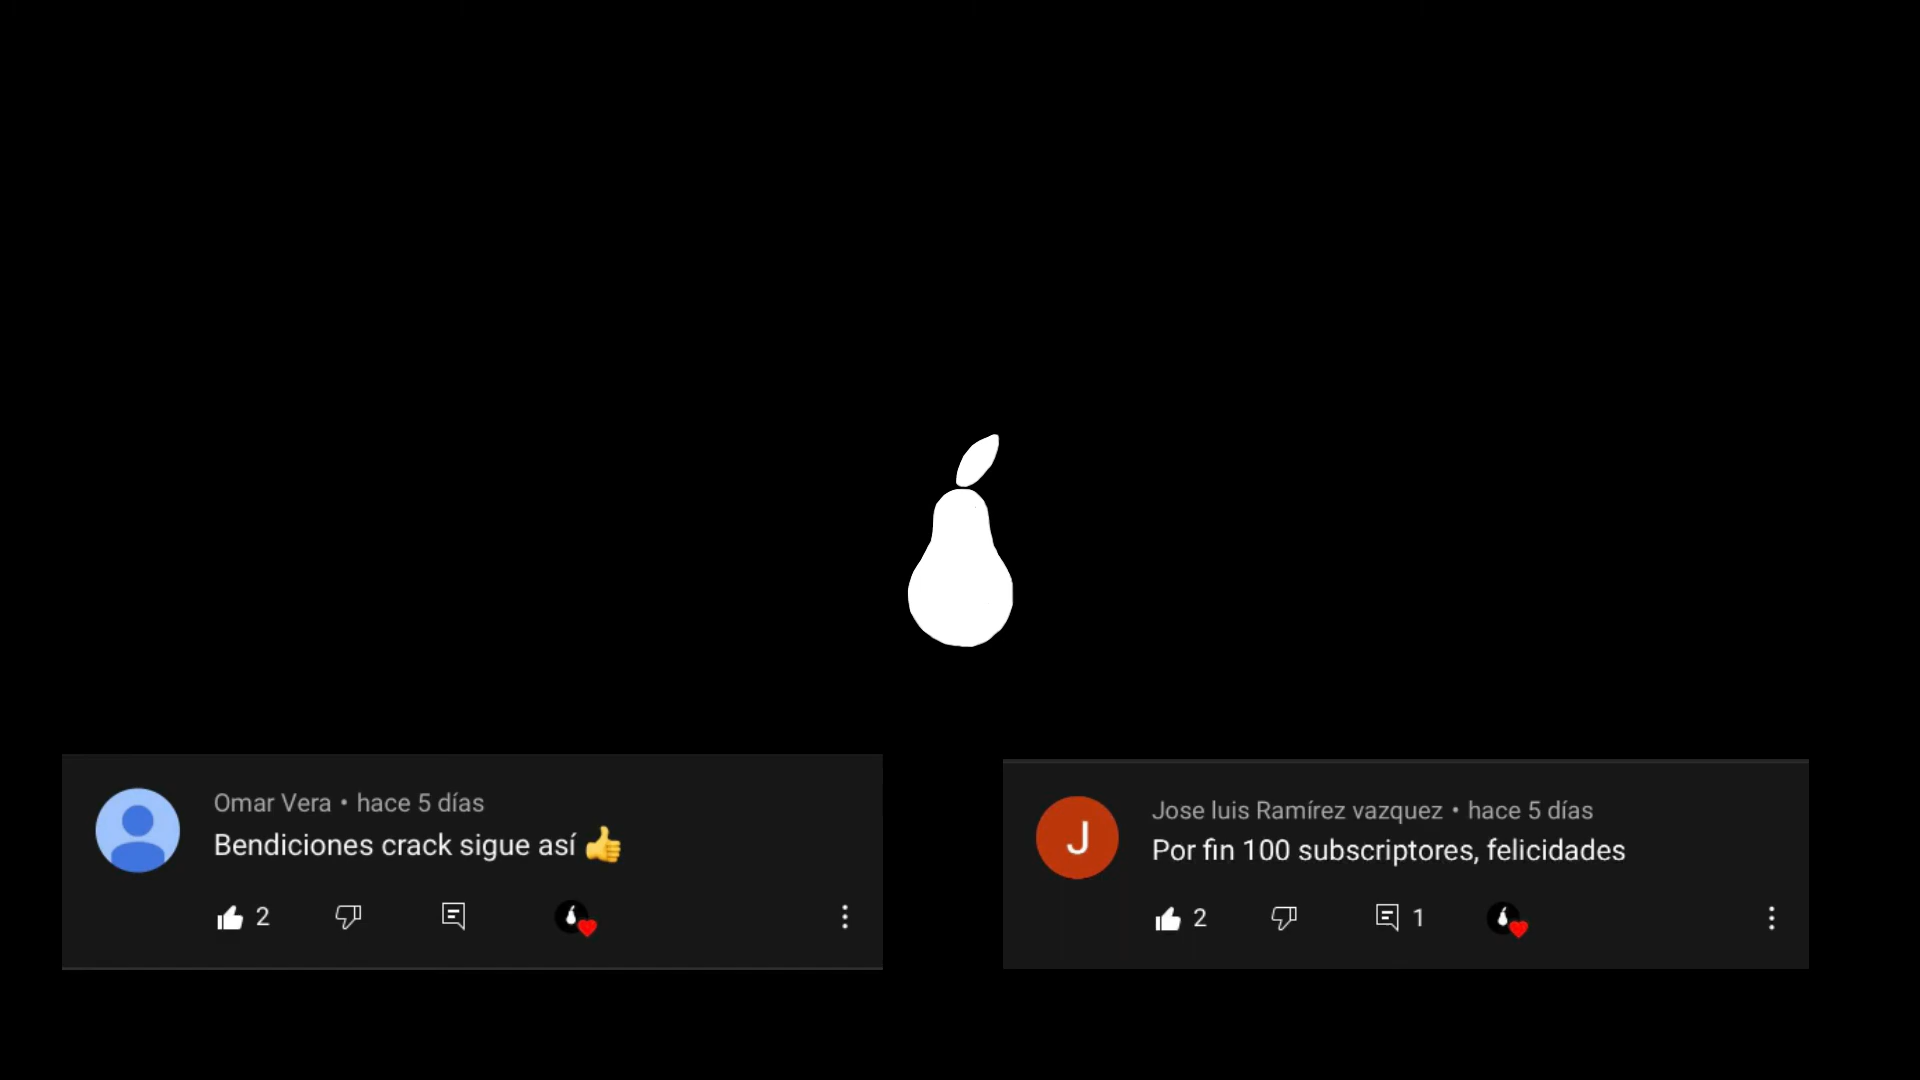 Omar Vera • hace 5 días
Bendiciones crack sigue así 👍
2
Jose luis Ramírez vazquez • hace 5 días
J
Por fin 100 subscriptores, felicidades
2 1